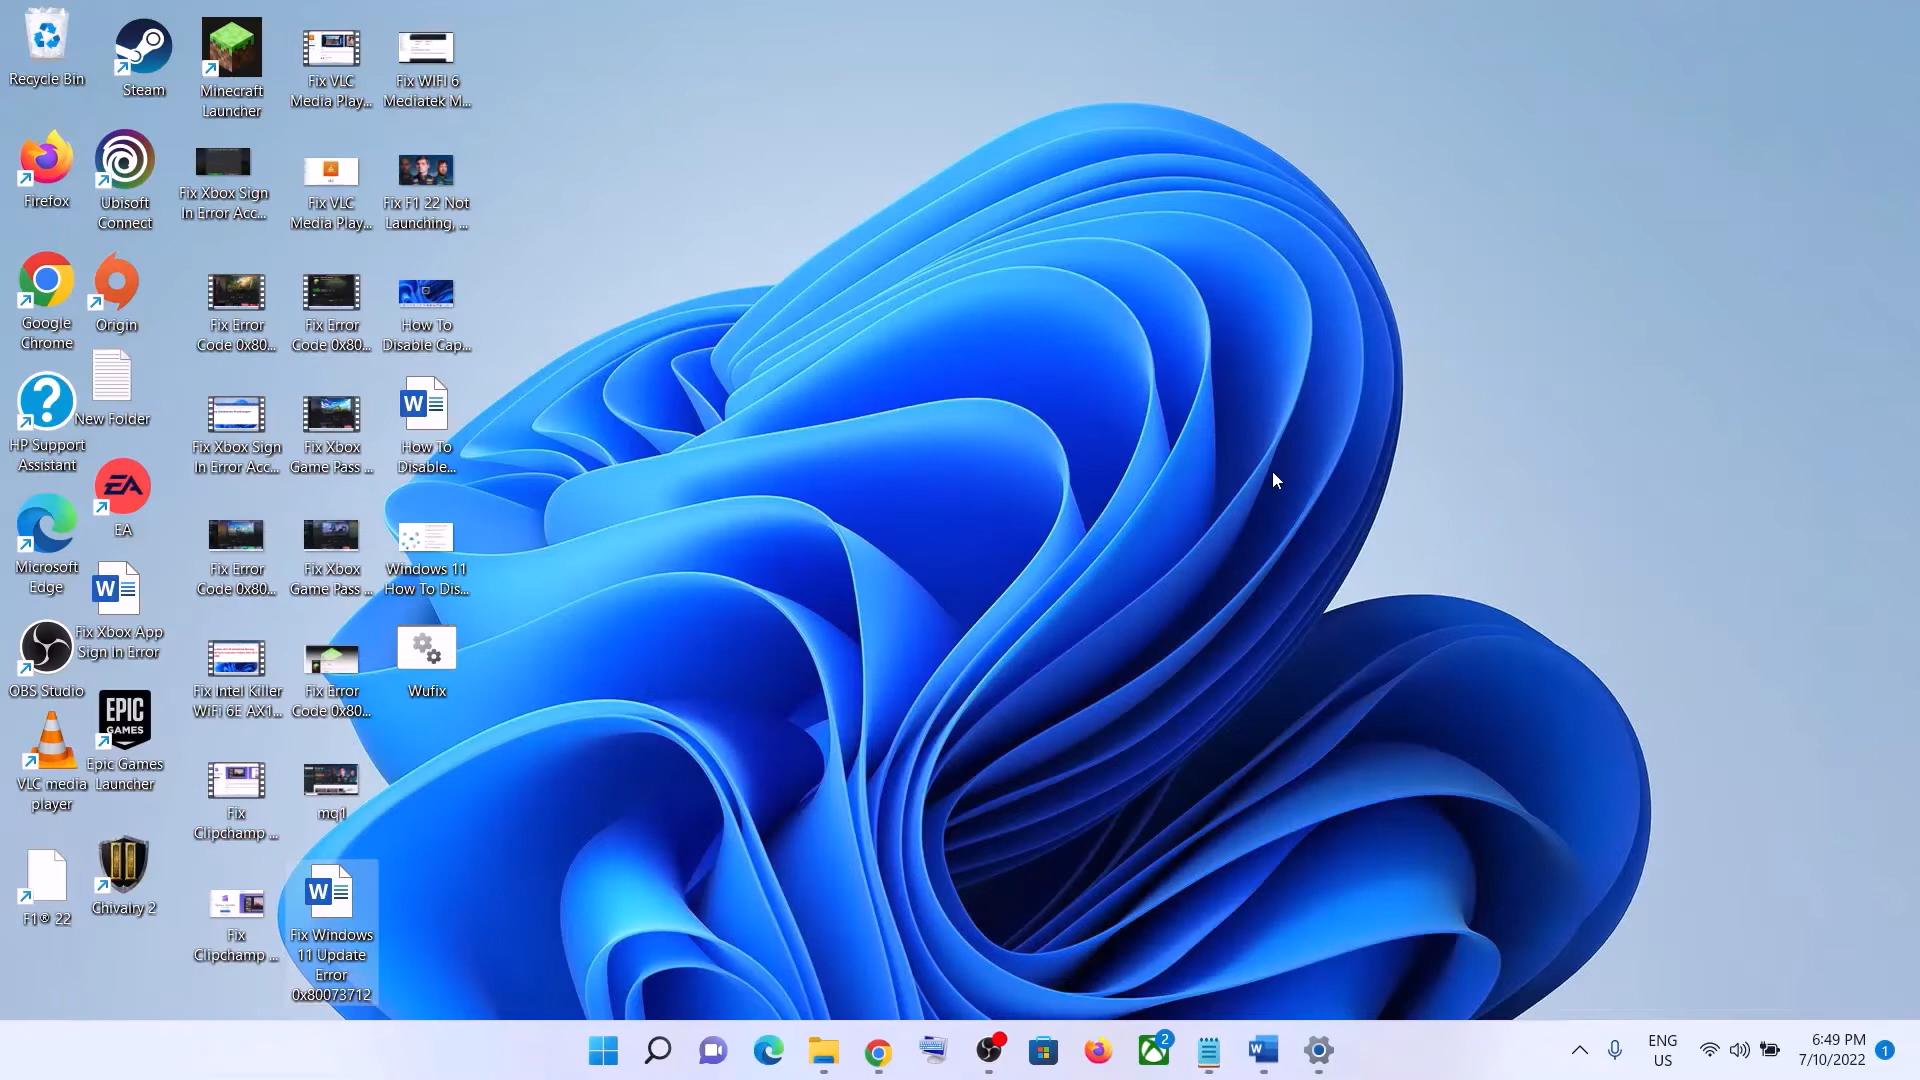 Recycle Bin
Steam
Minecraft
Launcher
Fix VLC
Media Play...
Fix WIFI 6
Mediatek M...
Firefox
Ubisoft
Connect
Fix Xbox Sign
In Error Acc...
Fix VLC
Media Play...
Fix F1 22 Not
Launching, ...
Google
Chrome
Origin
Fix Error
Code 0x80...
Fix Error
Code 0x80...
How To
Disable Cap...
HP Support
Assistant
New Folder
Fix Xbox Sign
In Error Acc...
Fix Xbox
Game Pass ...
W
How To
Disable...
Microsoft
Edge
EA
EA
Fix Error
Code 0x80...
Fix Xbox
Game Pass ...
Windows 11
How To Dis...
OBS Studio
W
Fix Xbox App
Sign In Error
Fix Intel Killer
WiFi 6E AX1...
Fix Error
Code 0x80...
Wufix
VLC media
player
EPIC
GAMES
Epic Games
Launcher
Fix
Clipchamp ...
mq1
F1® 22
Chivalry 2
Fix
Clipchamp ...
W
Fix Windows
11 Update
Error
0x80073712
2
W
ENG
US
6:49 PM
7/10/2022
1